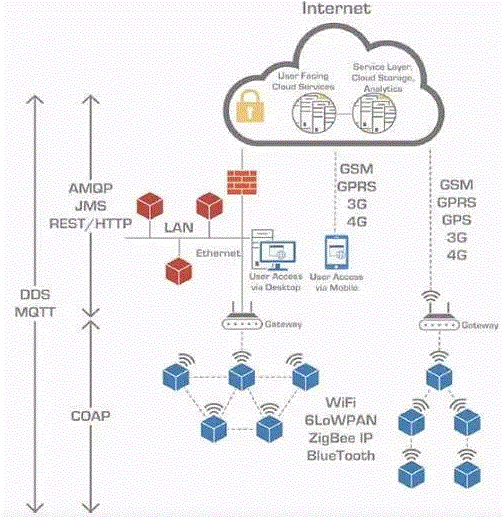 Internet
User Facing
Cloud Services
Service Layer,
Cloud Storage,
Analytics
AMQP
JMS
REST/HTTP
LAN
Ethernet
GSM
GPRS
3G
4G
GSM
GPRS
GPS
3G
4G
User Access
via Desktop
User Access
via Mobile
DDS
MQTT
Gateway
Gateway
COAP
WiFi
6LoWPAN
ZigBee IP
BlueTooth